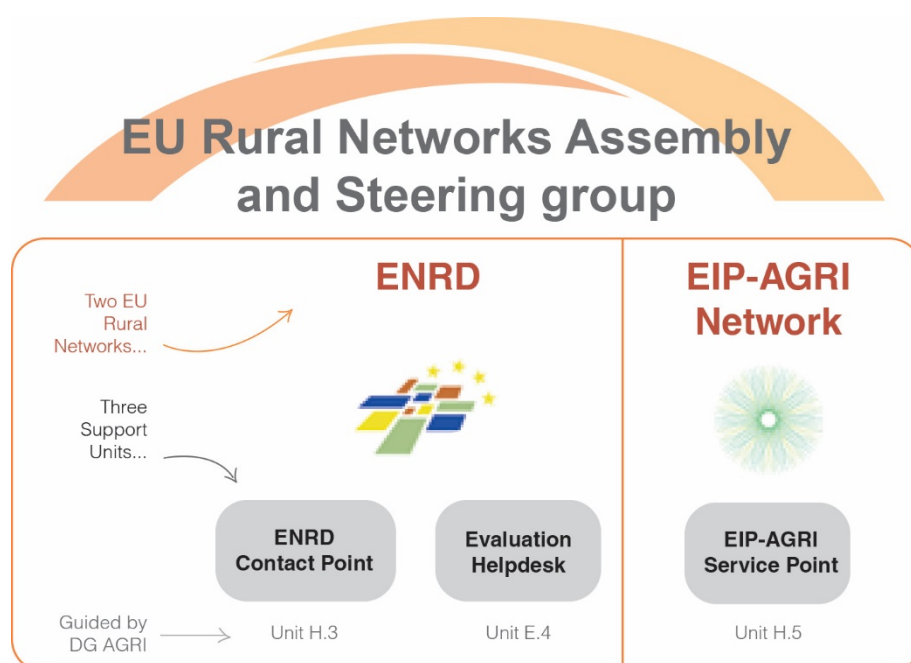 EU Rural Networks Assembly
and Steering group
ENRD
EIP-AGRI
Network
Two EU
Rural
Networks...
Three
Support
Units...
ENRD
Contact Point
Evaluation
Helpdesk
EIP-AGRI
Service Point
Guided by
DG AGRI
Unit H.3
Unit E.4
Unit H.5